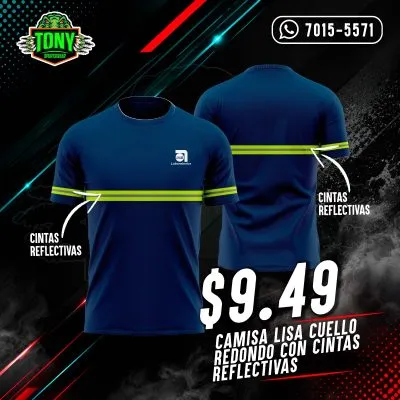 TONY
7015-5571
CINTAS
REFLECTIVAS
CINTAS
REFLECTIVAS
$9.49
CAMISA LISA CUELLO
REDONDO CON CINTAS
REFLECTIVAS